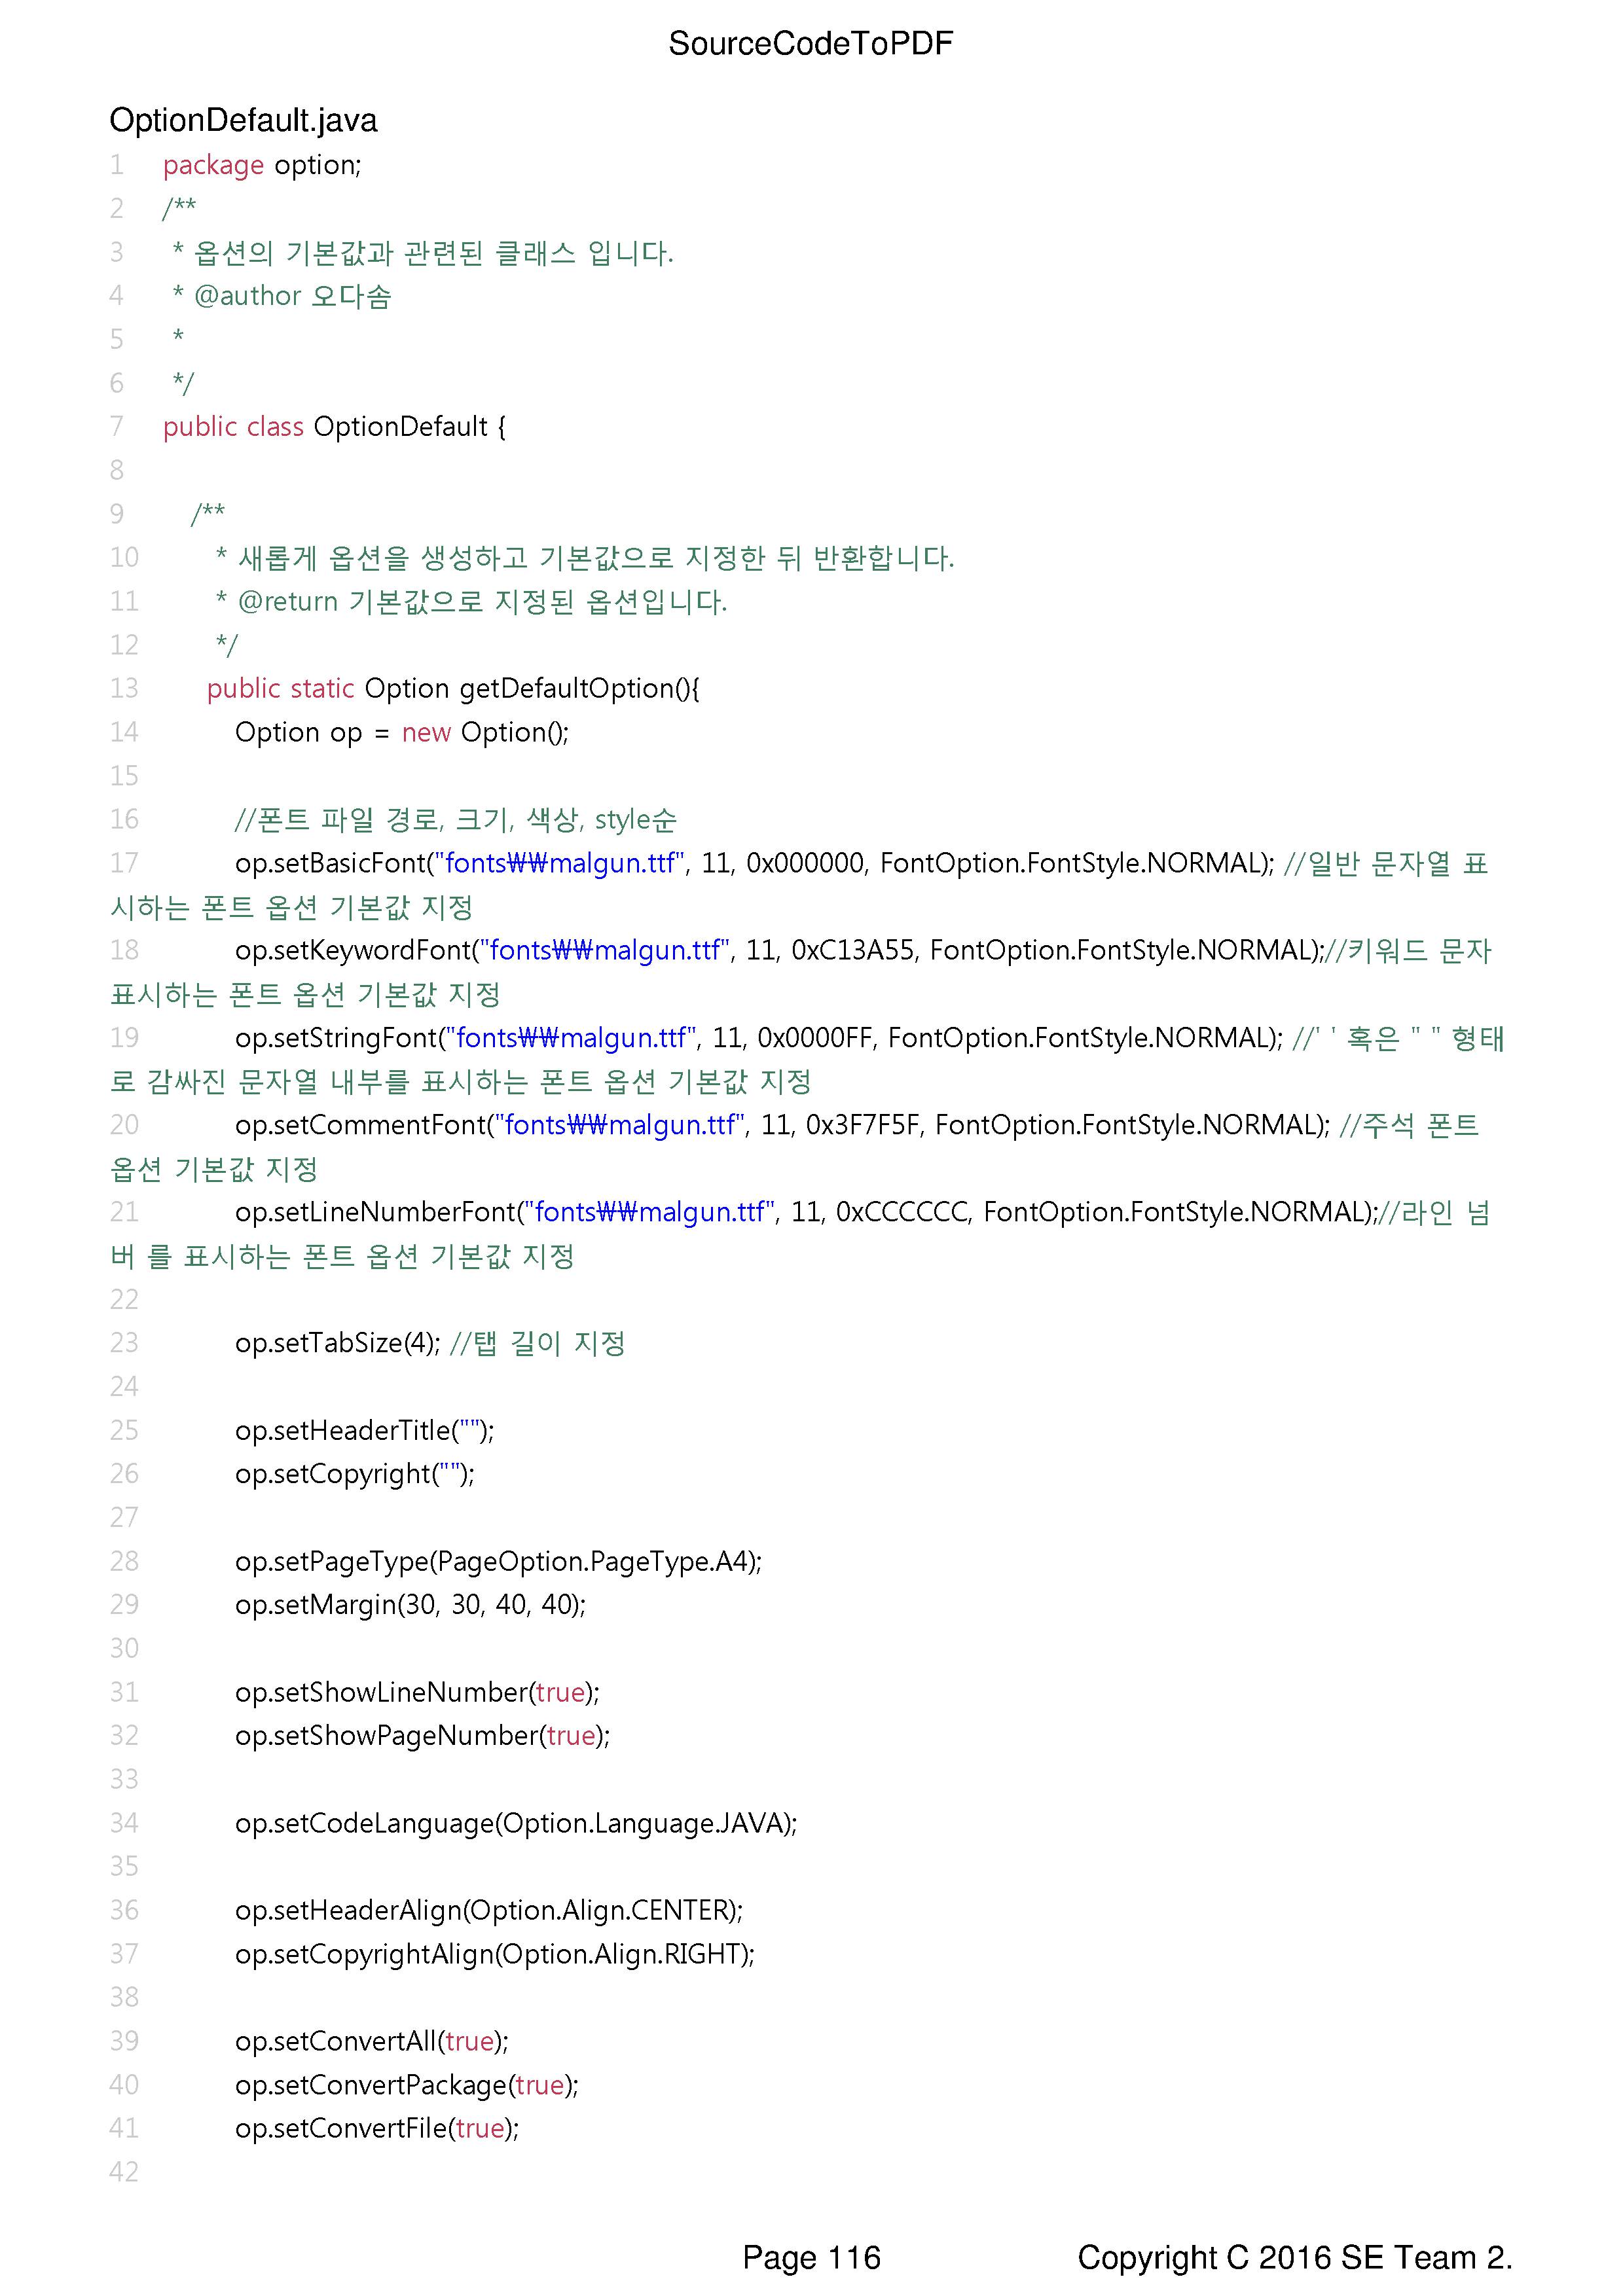 SourceCodeToPDF
OptionDefault.java
1 package option;
2 /**
3 * 옵션의 기본값과 관련된 클래스 입니다.
4 * @author 오다솜
5 *
6 */
7 public class OptionDefault {
8
9 /**
10 * 새롭게 옵션을 생성하고 기본값으로 지정한 뒤 반환합니다.
11 * @return 기본값으로 지정된 옵션입니다.
12 */
13 public static Option getDefaultOption(){
14 Option op = new Option();
15
16 //폰트 파일 경로, 크기, 색상, style순
17 op.setBasicFont("fonts₩₩malgun.ttf", 11, 0x000000, FontOption.FontStyle.NORMAL); //일반 문자열 표
시하는 폰트 옵션 기본값 지정
18 op.setKeywordFont("fonts₩₩malgun.ttf", 11, 0xC13A55, FontOption.FontStyle.NORMAL);//키워드 문자
표시하는 폰트 옵션 기본값 지정
19 op.setStringFont("fonts₩₩malgun.ttf", 11, 0x0000FF, FontOption.FontStyle.NORMAL); //' ' 혹은 " " 형태
로 감싸진 문자열 내부를 표시하는 폰트 옵션 기본값 지정
20 op.setCommentFont("fonts₩₩malgun.ttf", 11, 0x3F7F5F, FontOption.FontStyle.NORMAL); //주석 폰트
옵션 기본값 지정
21 op.setLineNumberFont("fonts₩₩malgun.ttf", 11, 0xCCCCCC, FontOption.FontStyle.NORMAL);//라인 넘
버 를 표시하는 폰트 옵션 기본값 지정
22
23 op.setTabSize(4); //탭 길이 지정
24
25 op.setHeaderTitle("");
26 op.setCopyright("");
27
28 op.setPageType(PageOption.PageType.A4);
29 op.setMargin(30, 30, 40, 40);
30
31 op.setShowLineNumber(true);
32 op.setShowPageNumber(true);
33
34 op.setCodeLanguage(Option.Language.JAVA);
35
36 op.setHeaderAlign(Option.Align.CENTER);
37 op.setCopyrightAlign(Option.Align.RIGHT);
38
39 op.setConvertAll(true);
40 op.setConvertPackage(true);
41 op.setConvertFile(true);
42
Page 116 Copyright C 2016 SE Team 2.